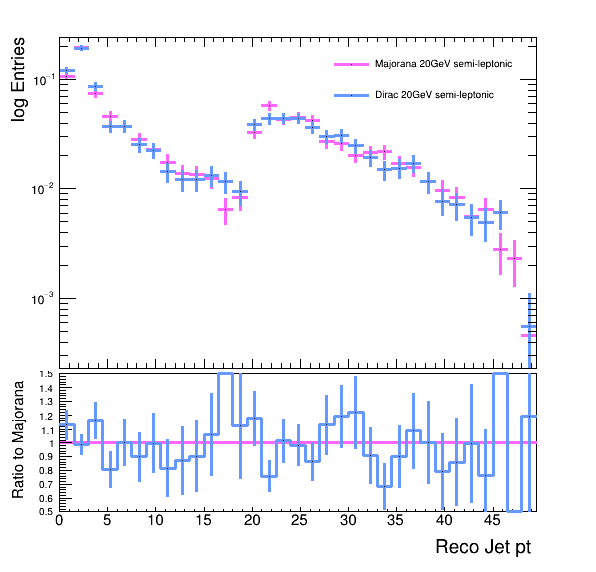 log Entries
10⁻¹
10⁻²
10⁻³
Majorana 20GeV semi-leptonic
Dirac 20GeV semi-leptonic
Ratio to Majorana
1.5
1.4
1.3
1.2
1.1
1
0.9
0.8
0.7
0.6
0.5
0 5 10 15 20 25 30 35 40 45
Reco Jet pt